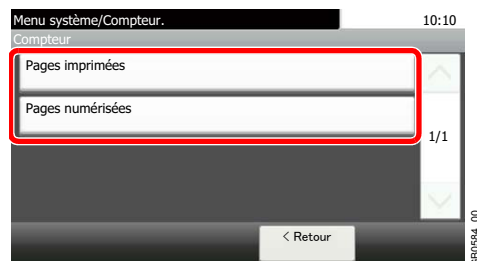 Menu système/Compteur.
10:10
Compteur
Pages imprimées
Pages numérisées
1/1
< Retour